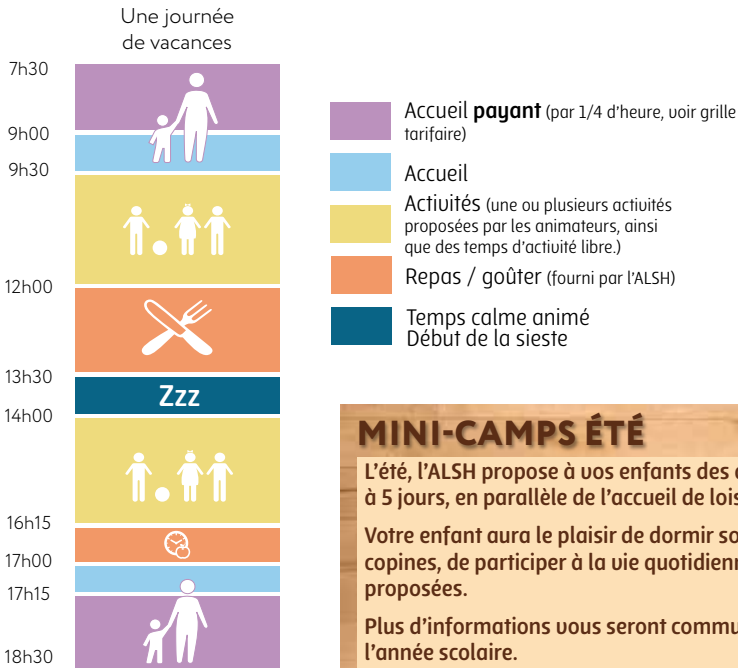 Une journée
de vacances
7h30
9h00
9h30
12h00
13h30
Zzz
14h00
16h15
17h00
17h15
18h30
Accueil payant (par 1/4 d'heure, voir grille
tarifaire)
Accueil
Activités (une ou plusieurs activités
proposées par les animateurs, ainsi
que des temps d'activité libre.)
Repas / goûter (fourni par l'ALSH)
Temps calme animé
Début de la sieste
MINI-CAMPS ÉTÉ
L'été, l'ALSH propose à vos enfants des
à 5 jours, en parallèle de l'accueil de
Votre enfant aura le plaisir de dormir
copines, de participer à la vie
proposées.
Plus d'informations vous seront
l'année scolaire.